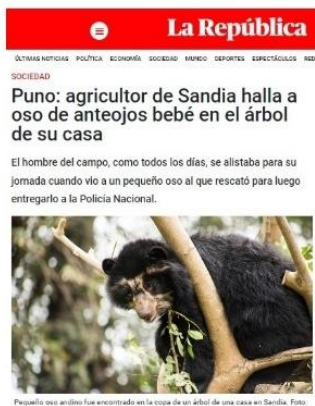 La República
ÚLTIMAS NOTICIAS POLÍTICA ECONOMÍA SOCIEDAD MUNDO DEPORTES ESPECTÁCULOS
SOCIEDAD
Puno: agricultor de Sandia halla a
oso de anteojos bebé en el árbol
de su casa
El hombre del campo, como todos los días, se alistaba para su
jornada cuando vio a un pequeño oso al que rescató para luego
entregarlo a la Policía Nacional.
Pequeño oso andino fue encontrado en la copa de un árbol de una casa en Sandia. Foto